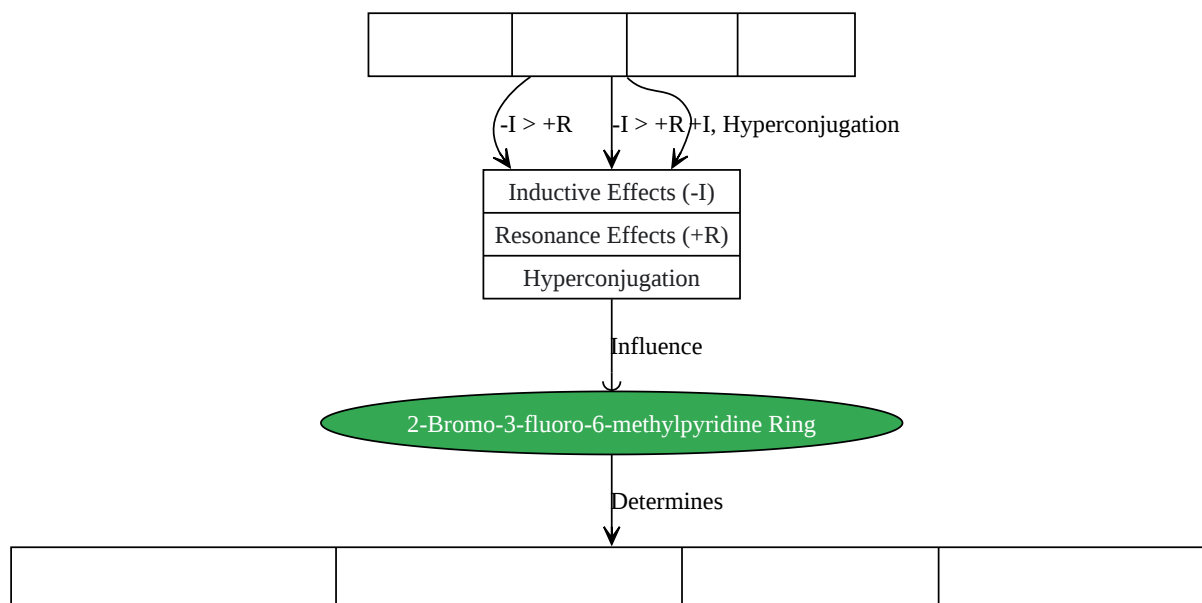 -I > +R
-I > +R
+I, Hyperconjugation
Inductive Effects (-I)
Resonance Effects (+R)
Hyperconjugation
Influence
2-Bromo-3-fluoro-6-methylpyridine Ring
Determines